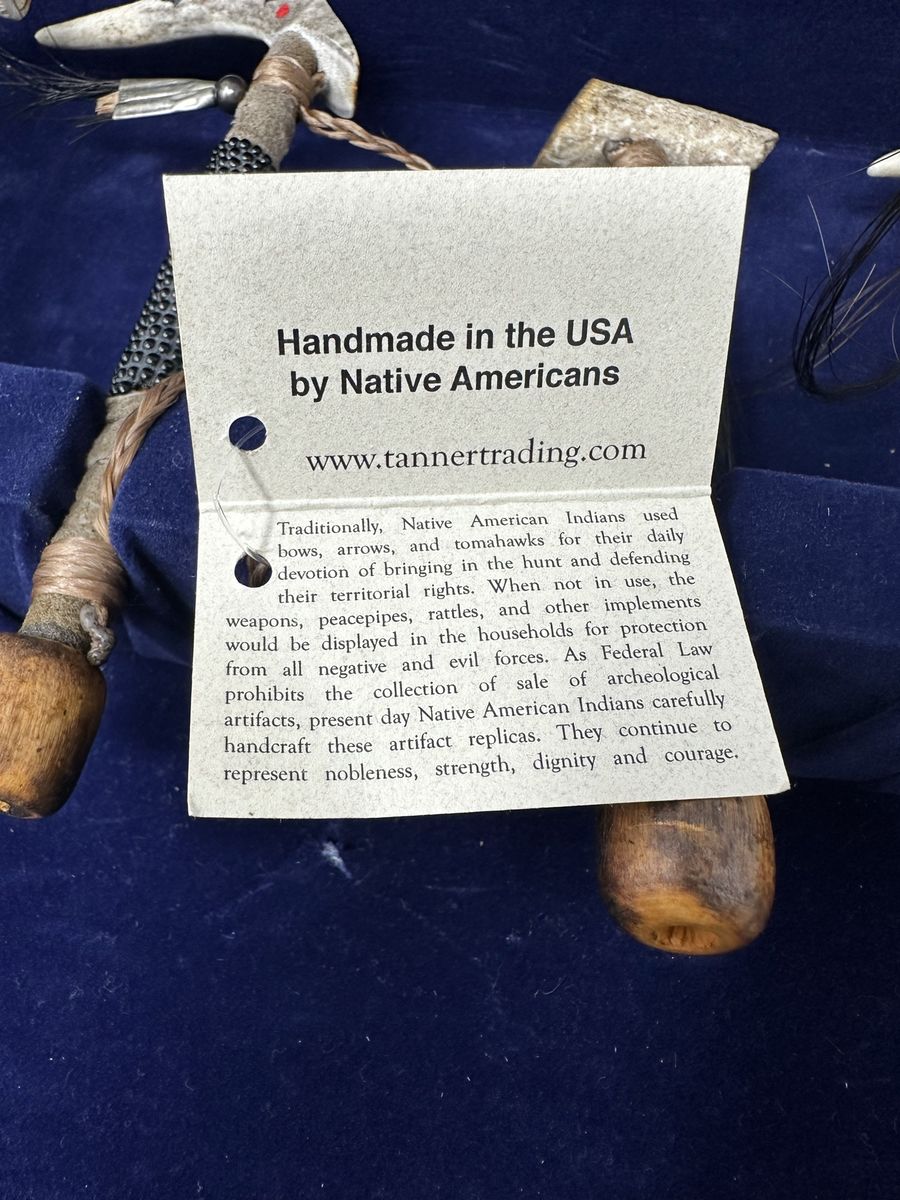 Handmade in the USA
by Native Americans
www.tannertrading.com
Traditionally, Native American Indians used
bows, arrows, and tomahawks for their daily
devotion of bringing in the hunt and defending
their territorial rights. When not in use, the
weapons, peacepipes, rattles, and other implements
would be displayed in the households for protection
from all negative and evil forces. As Federal Law
prohibits the collection of sale of archeological
artifacts, present day Native American Indians carefully
handcraft these artifact replicas. They continue to
represent nobleness, strength, dignity and courage.